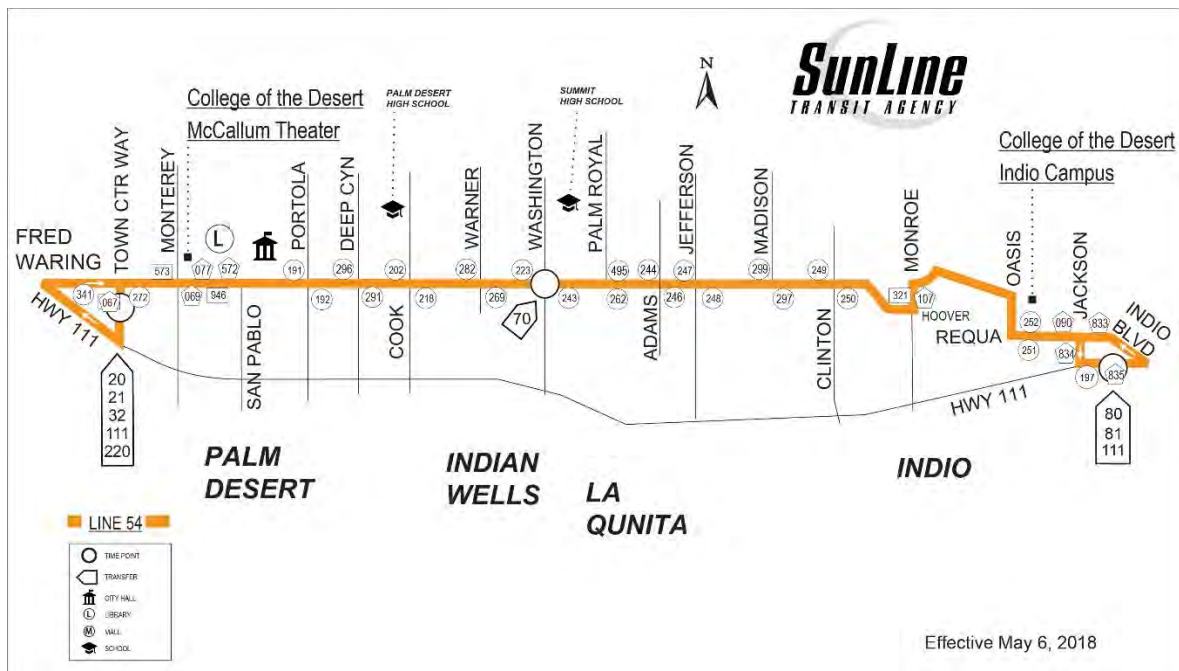 SunLine
TRANSIT AGENCY
N
College of the Desert
McCallum Theater
PALM DESERT
HIGH SCHOOL
SUMMIT
HIGH SCHOOL
College of the Desert
Indio Campus
FRED
WARING
TOWN CTR WAY
MONTEREY
PORTOLA
DEEP CYN
WARNER
WASHINGTON
PALM ROYAL
JEFFERSON
MADISON
MONROE
OASIS
JACKSON
INDIO
BLVD
L
573
077
572
191
296
202
282
223
495
244
247
299
249
321
107
252
090
833
341
067
272
069
946
192
291
218
269
243
262
246
248
297
250
251
834
197
835
HWY 111
SAN PABLO
COOK
70
ADAMS
CLINTON
HOOVER
REQUA
HWY 111
20
21
32
111
220
80
81
111
PALM
DESERT
INDIAN
WELLS
LA
QUNITA
INDIO
LINE 54
TIME POINT
TRANSFER
CITY HALL
L
LIBRARY
M
MALL
SCHOOL
Effective May 6, 2018